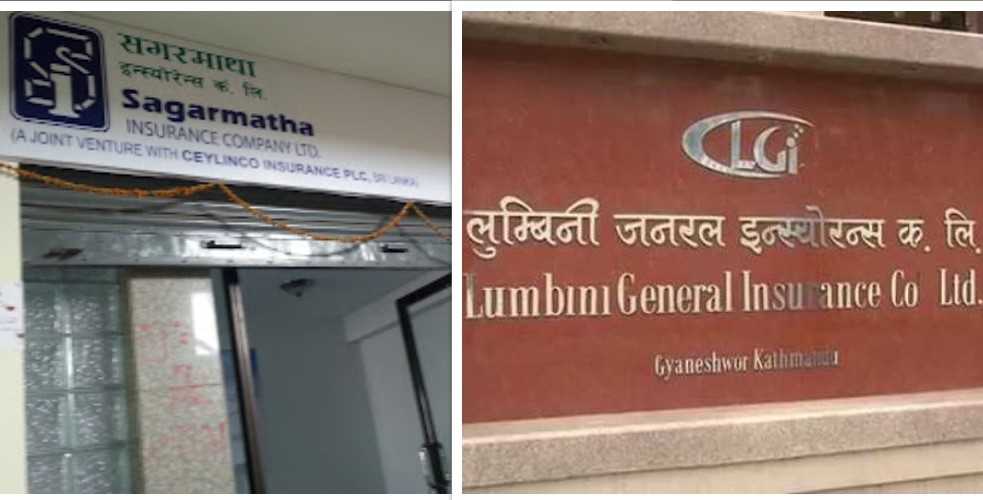 सगरमाथा
इन्स्योरेन्स क. लि.
Sagarmatha
INSURANCE COMPANY LTD.
(A JOINT VENTURE WITH CEYLINCO INSURANCE PLC, SRI LANKA)
LGi
लुम्बिनी जनरल इन्स्योरेन्स क. लि.
Lumbini General Insurance Co Ltd.
Gyaneshwor Kathmandu